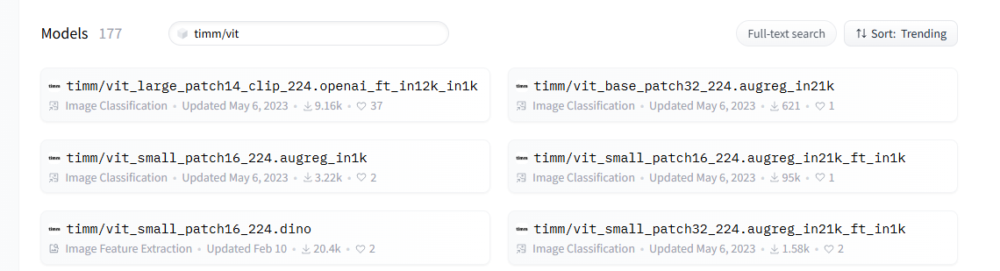 Models 177
timm/vit
Full-text search
Sort: Trending
timm timm/vit_large_patch14_clip_224.openai_ft_in12k_in1k
Image Classification • Updated May 6, 2023 • 9.16k • 37
timm timm/vit_base_patch32_224.augreg_in21k
Image Classification • Updated May 6, 2023 • 621 • 1
timm timm/vit_small_patch16_224.augreg_in1k
Image Classification • Updated May 6, 2023 • 3.22k • 2
timm timm/vit_small_patch16_224.augreg_in21k_ft_in1k
Image Classification • Updated May 6, 2023 • 95k • 1
timm timm/vit_small_patch16_224.dino
Image Feature Extraction • Updated Feb 10 • 20.4k • 2
timm timm/vit_small_patch32_224.augreg_in21k_ft_in1k
Image Classification • Updated May 6, 2023 • 1.58k • 2